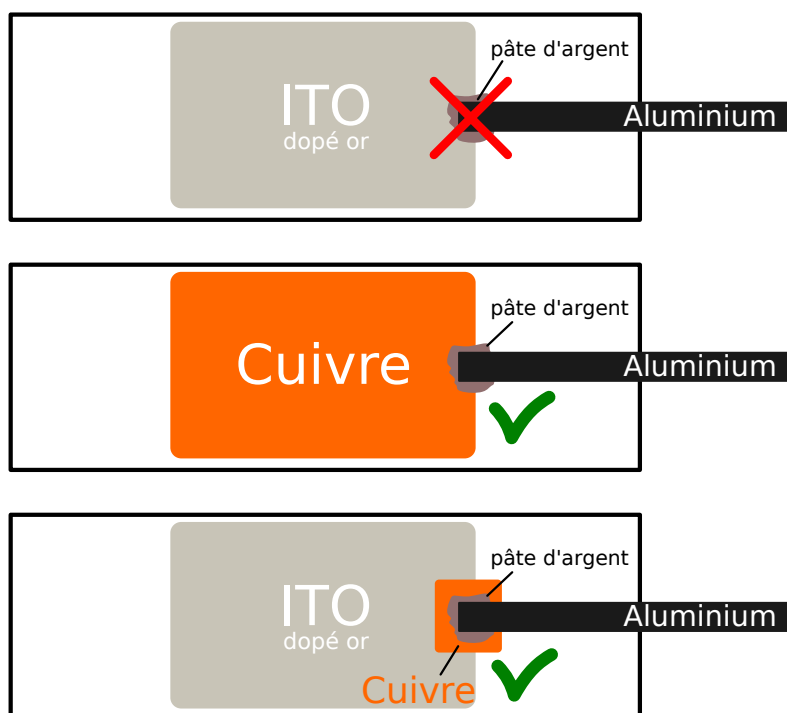 pâte d'argent
ITO
dopé or
Aluminium
pâte d'argent
Cuivre
Aluminium
pâte d'argent
ITO
dopé or
Aluminium
Cuivre